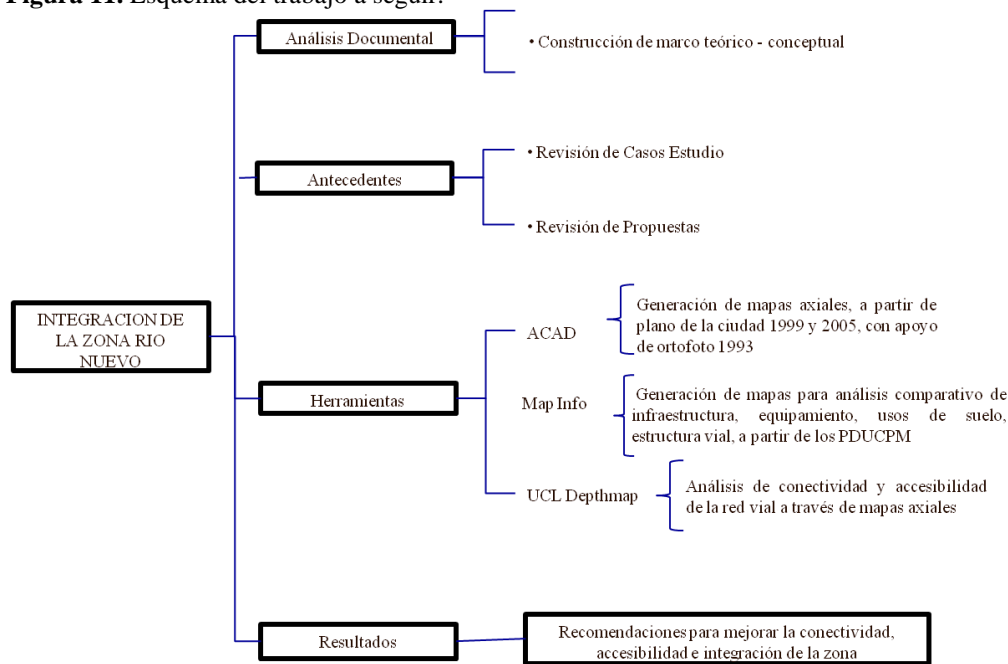 Figura 11. Esquema del trabajo a seguir.
Análisis Documental
• Construcción de marco teórico - conceptual
Antecedentes
• Revisión de Casos Estudio
• Revisión de Propuestas
INTEGRACION DE
LA ZONA RIO
NUEVO
Herramientas
ACAD
Generación de mapas axiales, a partir de
plano de la ciudad 1999 y 2005, con apoyo
de ortofoto 1993
Map Info
Generación de mapas para análisis comparativo de
infraestructura, equipamiento, usos de suelo,
estructura vial, a partir de los PDUCPM
UCL Depthmap
Análisis de conectividad y accesibilidad
de la red vial a través de mapas axiales
Resultados
Recomendaciones para mejorar la conectividad,
accesibilidad e integración de la zona